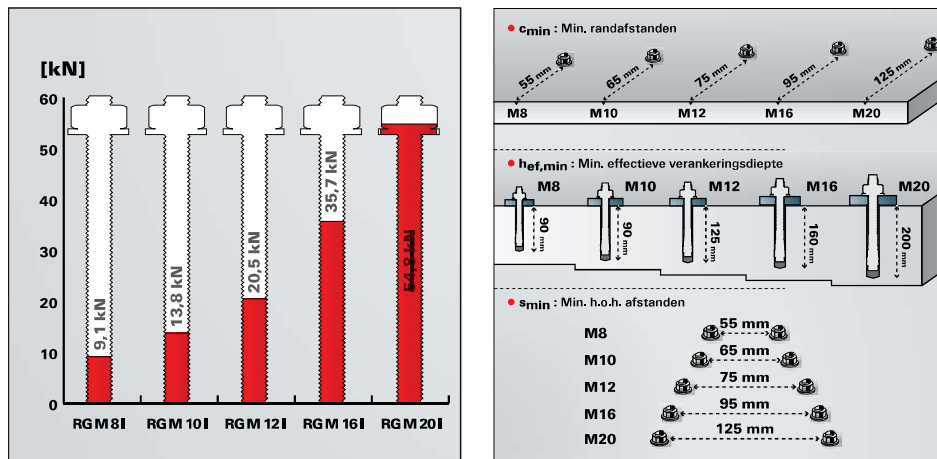 [kN]
60
50
40
30
20
10
0
9,1 kN
13,8 kN
20,5 kN
35,7 kN
54,8 kN
RGM 8 I
RGM 10 I
RGM 12 I
RGM 16 I
RGM 20 I
• cmin : Min. randafstanden
55 mm
65 mm
75 mm
95 mm
125 mm
M8
M10
M12
M16
M20
• hef,min : Min. effectieve verankeringsdiepte
M8
M10
M12
M16
M20
90 mm
90 mm
125 mm
160 mm
200 mm
• smin : Min. h.o.h. afstanden
M8 55 mm
M10 65 mm
M12 75 mm
M16 95 mm
M20 125 mm